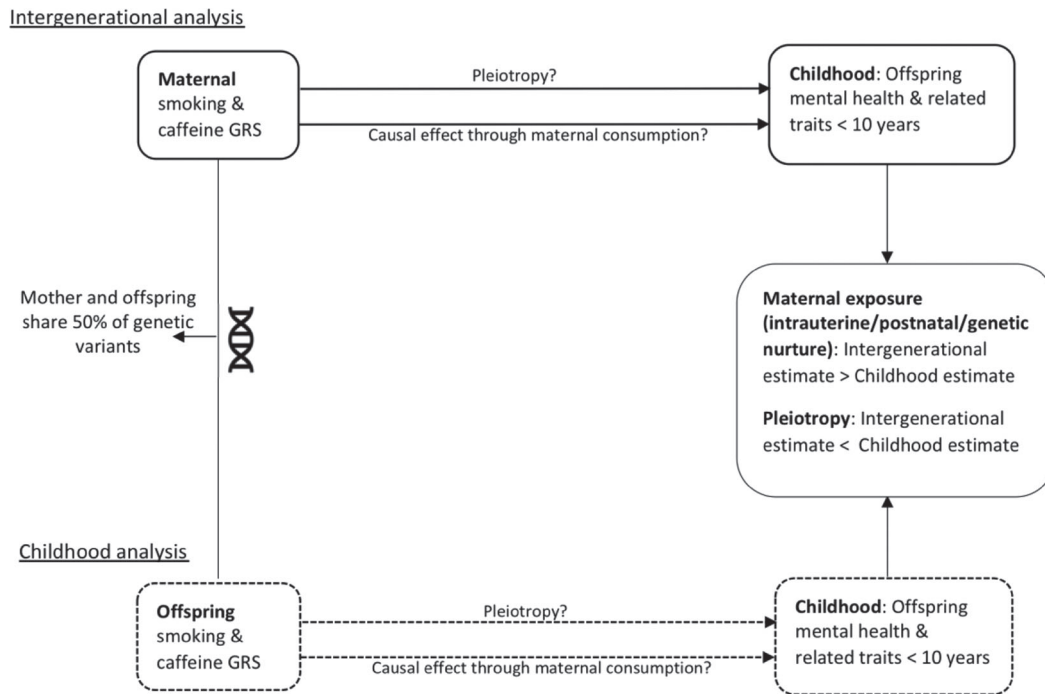 Intergenerational analysis
Maternal
smoking &
caffeine GRS
Pleiotropy?
Causal effect through maternal consumption?
Childhood: Offspring
mental health & related
traits < 10 years
Mother and offspring
share 50% of genetic
variants
Maternal exposure
(intrauterine/postnatal/genetic
nurture): Intergenerational
estimate > Childhood estimate
Pleiotropy: Intergenerational
estimate < Childhood estimate
Childhood analysis
Offspring
smoking &
caffeine GRS
Pleiotropy?
Causal effect through maternal consumption?
Childhood: Offspring
mental health &
related traits < 10 years